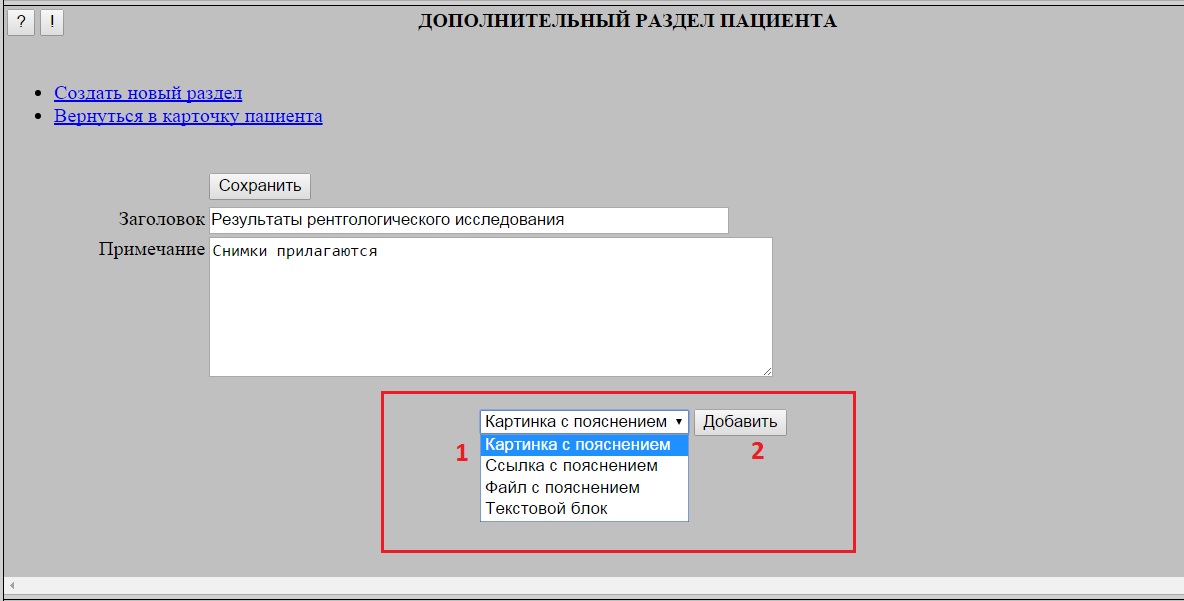 ? ! ДОПОЛНИТЕЛЬНЫЙ РАЗДЕЛ ПАЦИЕНТА
Создать новый раздел
Вернуться в карточку пациента
Сохранить
Заголовок Результаты рентгологического исследования
Примечание Снимки прилагаются
Картинка с пояснением Добавить
1 Картинка с пояснением 2
Ссылка с пояснением
Файл с пояснением
Текстовой блок